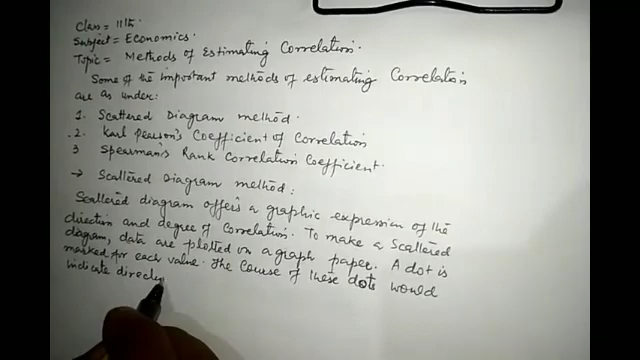 Class = 11th.
Subject = Economics.
Topic = Methods of Estimating Correlation.
Some of the important methods of estimating Correlation
are as under:
1. Scattered Diagram method.
2. Karl Pearson's Coefficient of Correlation
3 Spearman's Rank Correlation Coefficient.
→ Scattered Diagram method:
Scattered diagram offers a graphic expression of the
direction and degree of Correlation. To make a Scattered
diagram, data are plotted on a graph paper. A dot is
marked for each value. The Course of these dots would
indicate direc